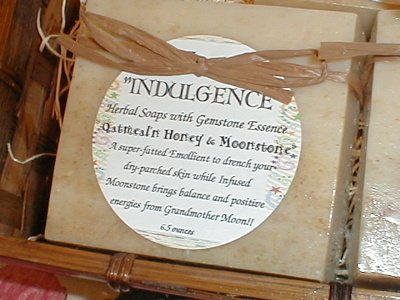 "INDULGENCE
Herbal Soaps with Gemstone Essence
Oatmeal'n Honey & Moonstone
A super-fatted Emollient to drench your
dry-parched skin while Infused
Moonstone brings balance and positive
energies from Grandmother Moon!!
6.5 ounces